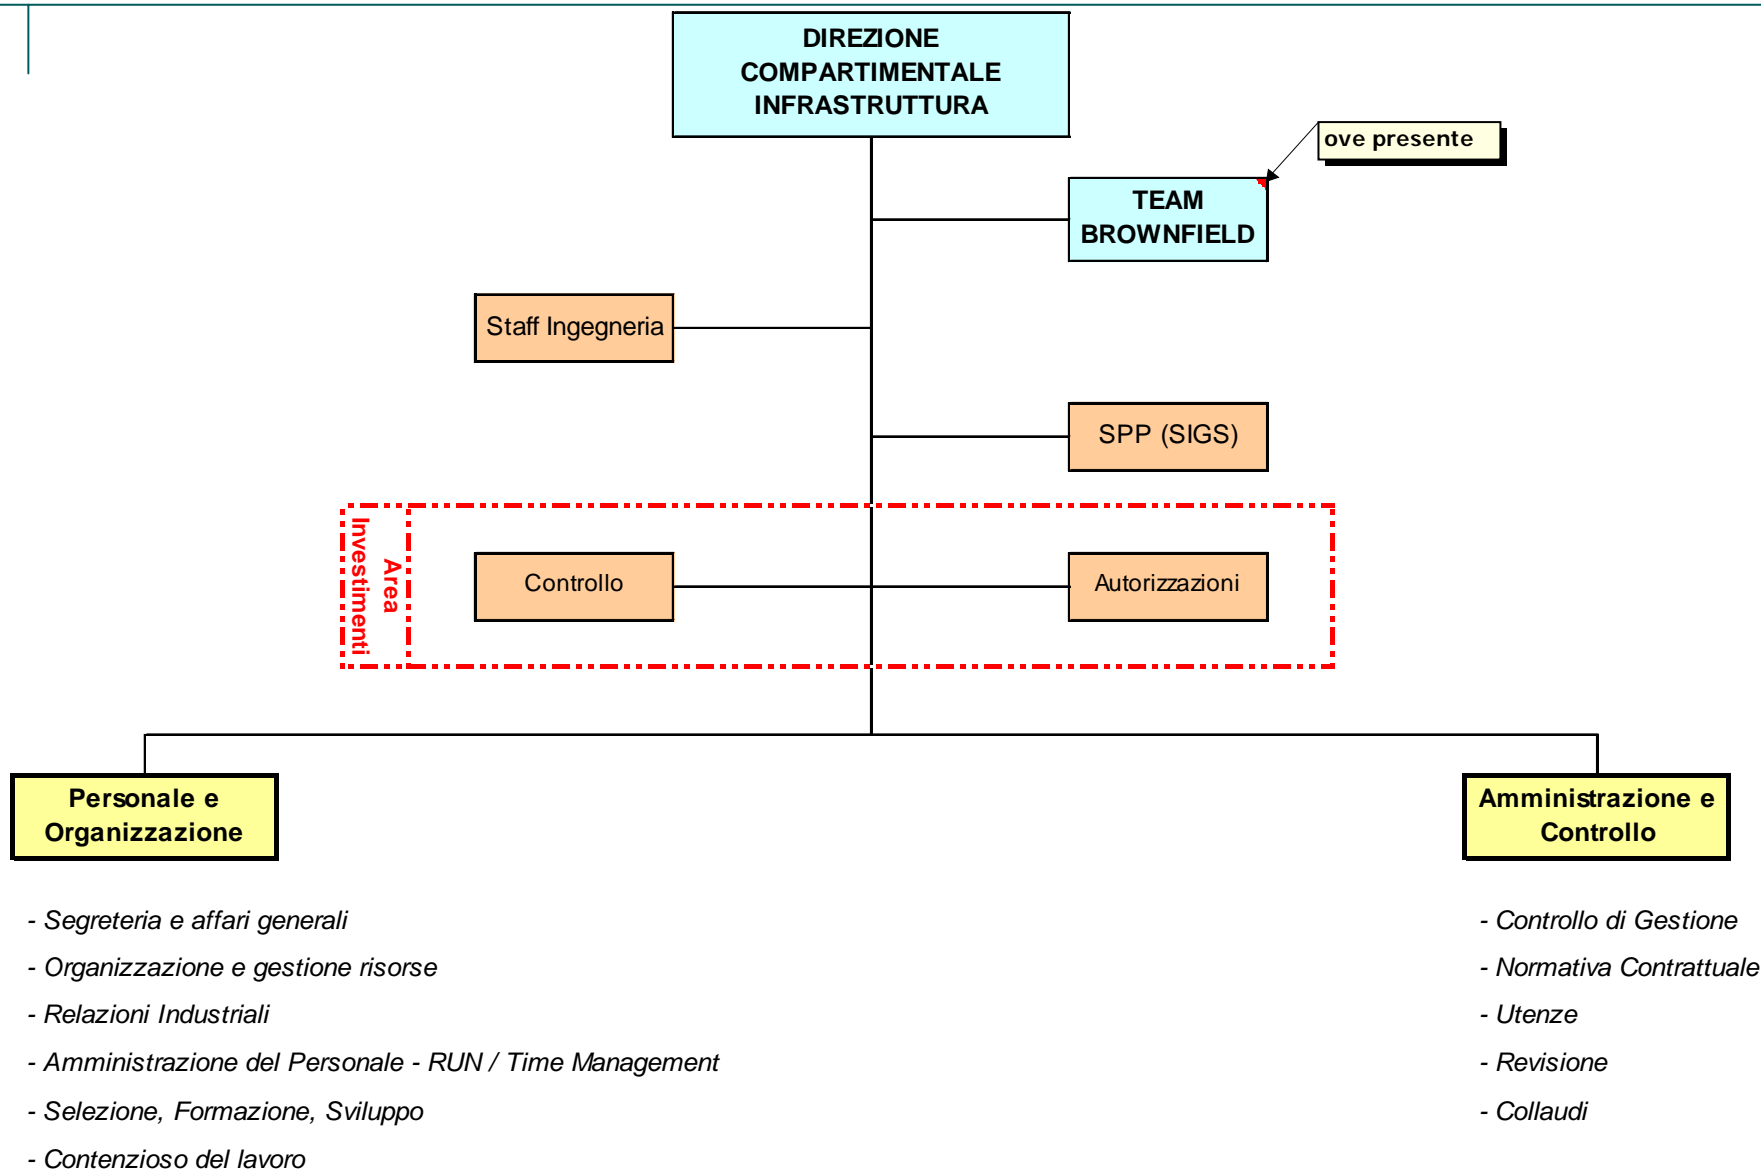 DIREZIONE
COMPARTIMENTALE
INFRASTRUTTURA
ove presente
TEAM
BROWNFIELD
Staff Ingegneria
SPP (SIGS)
Area
Investimenti
Controllo
Autorizzazioni
Personale e
Organizzazione
Amministrazione e
Controllo
- Segreteria e affari generali
- Organizzazione e gestione risorse
- Relazioni Industriali
- Amministrazione del Personale - RUN / Time Management
- Selezione, Formazione, Sviluppo
- Contenzioso del lavoro
- Controllo di Gestione
- Normativa Contrattuale
- Utenze
- Revisione
- Collaudi